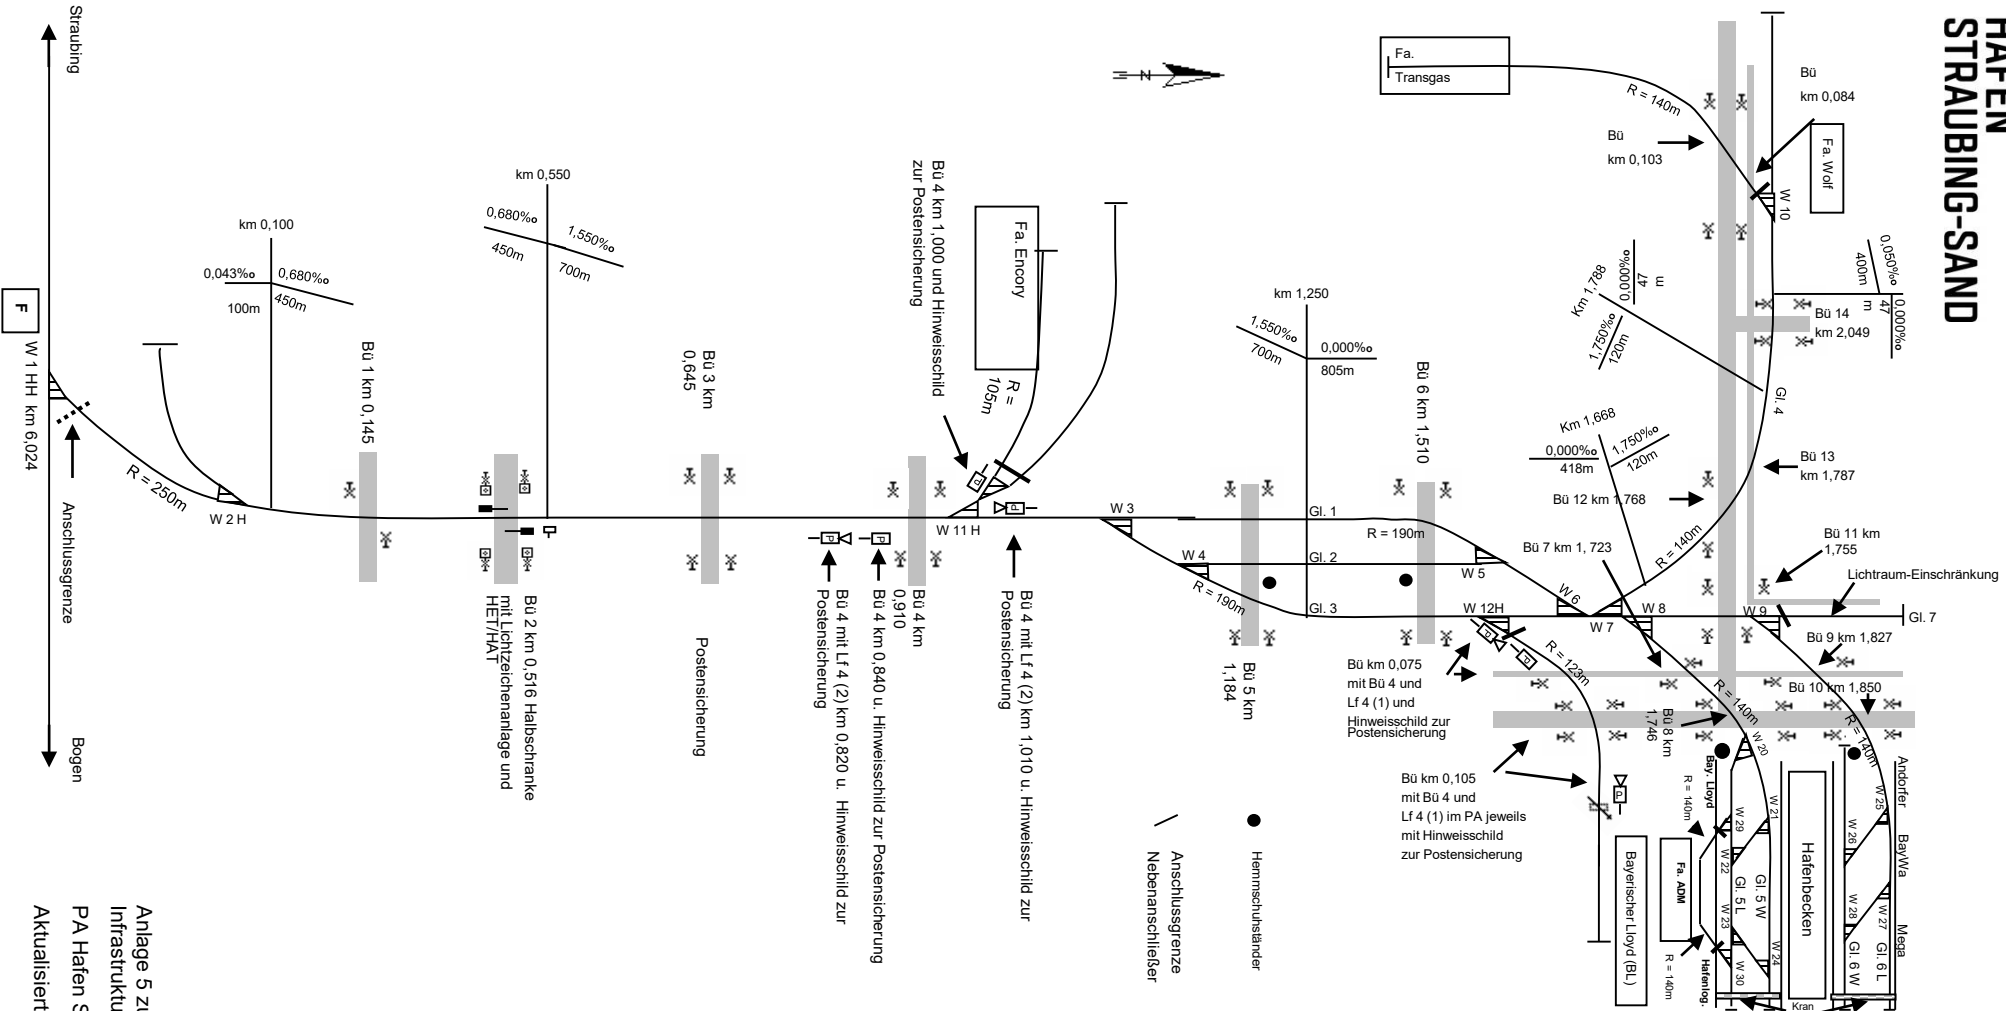 HAFEN
STRAUBING-SAND
Straubing
F
W 1 HH km 6,024
Anschlussgrenze
Bogen
R = 250m
W 2 H
km 0,100
0,043‰
0,680‰
100m
450m
Bü 1 km 0,145
km 0,550
0,680‰
1,550‰
450m
700m
Bü 2 km 0,516 Halbschranke
mit Lichtzeichenanlage und
HET/HAT
Bü 3 km
0,645
Postensicherung
Bü 4 km 1,000 und Hinweisschild
zur Postensicherung
Fa. Encory
R =
105m
W 11 H
P
P
P
P
Bü 4 mit Lf 4 (2) km 0,820 u. Hinweisschild zur
Postensicherung
Bü 4 km 0,840 u. Hinweisschild zur Postensicherung
Bü 4 km
0,910
Bü 4 mit Lf 4 (2) km 1,010 u. Hinweisschild zur
Postensicherung
N
W 3
W 4
R = 190m
km 1,250
1,550‰
0,000‰
700m
805m
Gl. 1
Gl. 2
Gl. 3
R = 190m
Bü 5 km
1,184
Bü 6 km 1,510
W 5
W 6
W 12H
W 7
W 8
W 9
Gl. 7
Fa.
Transgas
R = 140m
Bü
km 0,103
Bü
km 0,084
Fa. Wolf
W 10
0,050‰
400m
0,000‰
47
m
Bü 14
km 2,049
Km 1,788
0,000‰
47
m
1,750‰
120m
Gl. 4
Km 1,668
0,000‰
418m
1,750‰
120m
Bü 13
km 1,787
Bü 12 km 1,768
R = 140m
Bü 7 km 1, 723
Bü 11 km
1,755
Lichtraum-Einschränkung
Bü 9 km 1,827
Bü 10 km 1,850
Bü km 0,075
mit Bü 4 und
Lf 4 (1) und
Hinweisschild zur
Postensicherung
P
P
R = 123m
Bü km 0,105
mit Bü 4 und
Lf 4 (1) im PA jeweils
mit Hinweisschild
zur Postensicherung
P
Bayerischer Lloyd (BL)
R = 140m
Bü 8 km
1,746
W 20
R = 140m
Bay. Lloyd
R = 140m
Fa. ADM
R = 140m
Hafenlog.
W 29
W 22
Gl. 5 L
W 23
W 30
W 21
Gl. 5 W
W 24
Hafenbecken
Kran
W 26
W 28
Gl. 6 W
W 25
W 27
Gl. 6 L
Andorfer
BayWa
Mega
Hemmschuhständer
Anschlussgrenze
Nebenanschließer
Anlage 5 zu
Infrastruktu
PA Hafen S
Aktualisiert